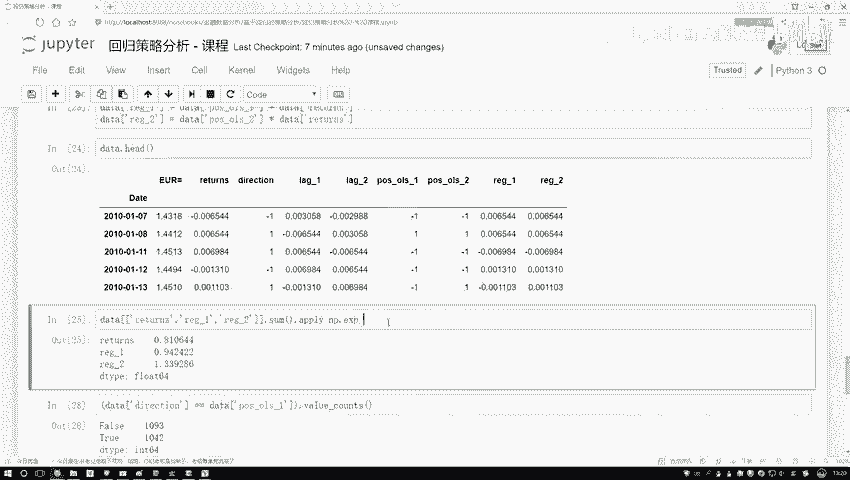 jupyter 回归策略分析 - 课程 Last Checkpoint: 7 minutes ago (unsaved changes)
File Edit View Insert Cell Kernel Widgets Help
Trusted Python 3
Code
data['reg_2'] = data['pos_ols_2'] * data['returns']
In [24]: data.head()
Out[24]:
EUR= returns direction lag_1 lag_2 pos_ols_1 pos_ols_2 reg_1 reg_2
Date
2010-01-07 1.4318 -0.006544 -1 0.003058 -0.002988 -1 -1 0.006544 0.006544
2010-01-08 1.4412 0.006544 1 -0.006544 0.003058 1 1 0.006544 0.006544
2010-01-11 1.4513 0.006984 1 0.006544 -0.006544 -1 -1 -0.006984 -0.006984
2010-01-12 1.4494 -0.001310 -1 0.006984 0.006544 -1 -1 0.001310 0.001310
2010-01-13 1.4510 0.001103 1 -0.001310 0.006984 -1 1 -0.001103 0.001103
In [25]: data[['returns','reg_1','reg_2']].sum().apply np.exp
Out[25]: returns 0.810644
reg_1 0.942422
reg_2 1.339286
dtype: float64
In [28]: (data['direction'] == data['pos_ols_1']).value_counts()
Out[28]: False 1093
True 1042
dtype: int64